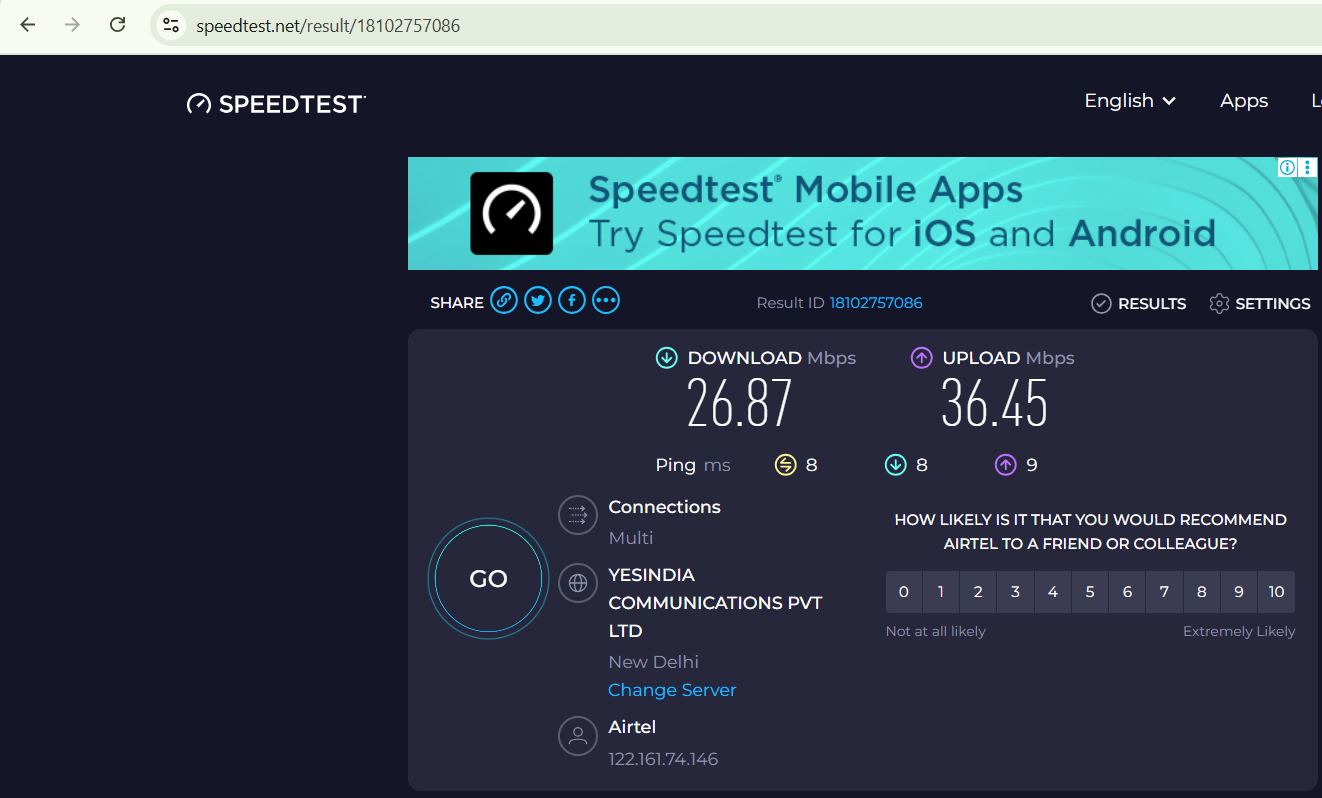 speedtest.net/result/18102757086
SPEEDTEST
English Apps
Speedtest® Mobile Apps
Try Speedtest for iOS and Android
SHARE Result ID 18102757086 RESULTS SETTINGS
DOWNLOAD Mbps UPLOAD Mbps
26.87 36.45
Ping ms 8 8 9
GO
Connections
Multi
YESINDIA
COMMUNICATIONS PVT
LTD
New Delhi
Change Server
Airtel
122.161.74.146
HOW LIKELY IS IT THAT YOU WOULD RECOMMEND
AIRTEL TO A FRIEND OR COLLEAGUE?
0 1 2 3 4 5 6 7 8 9 10
Not at all likely Extremely Likely